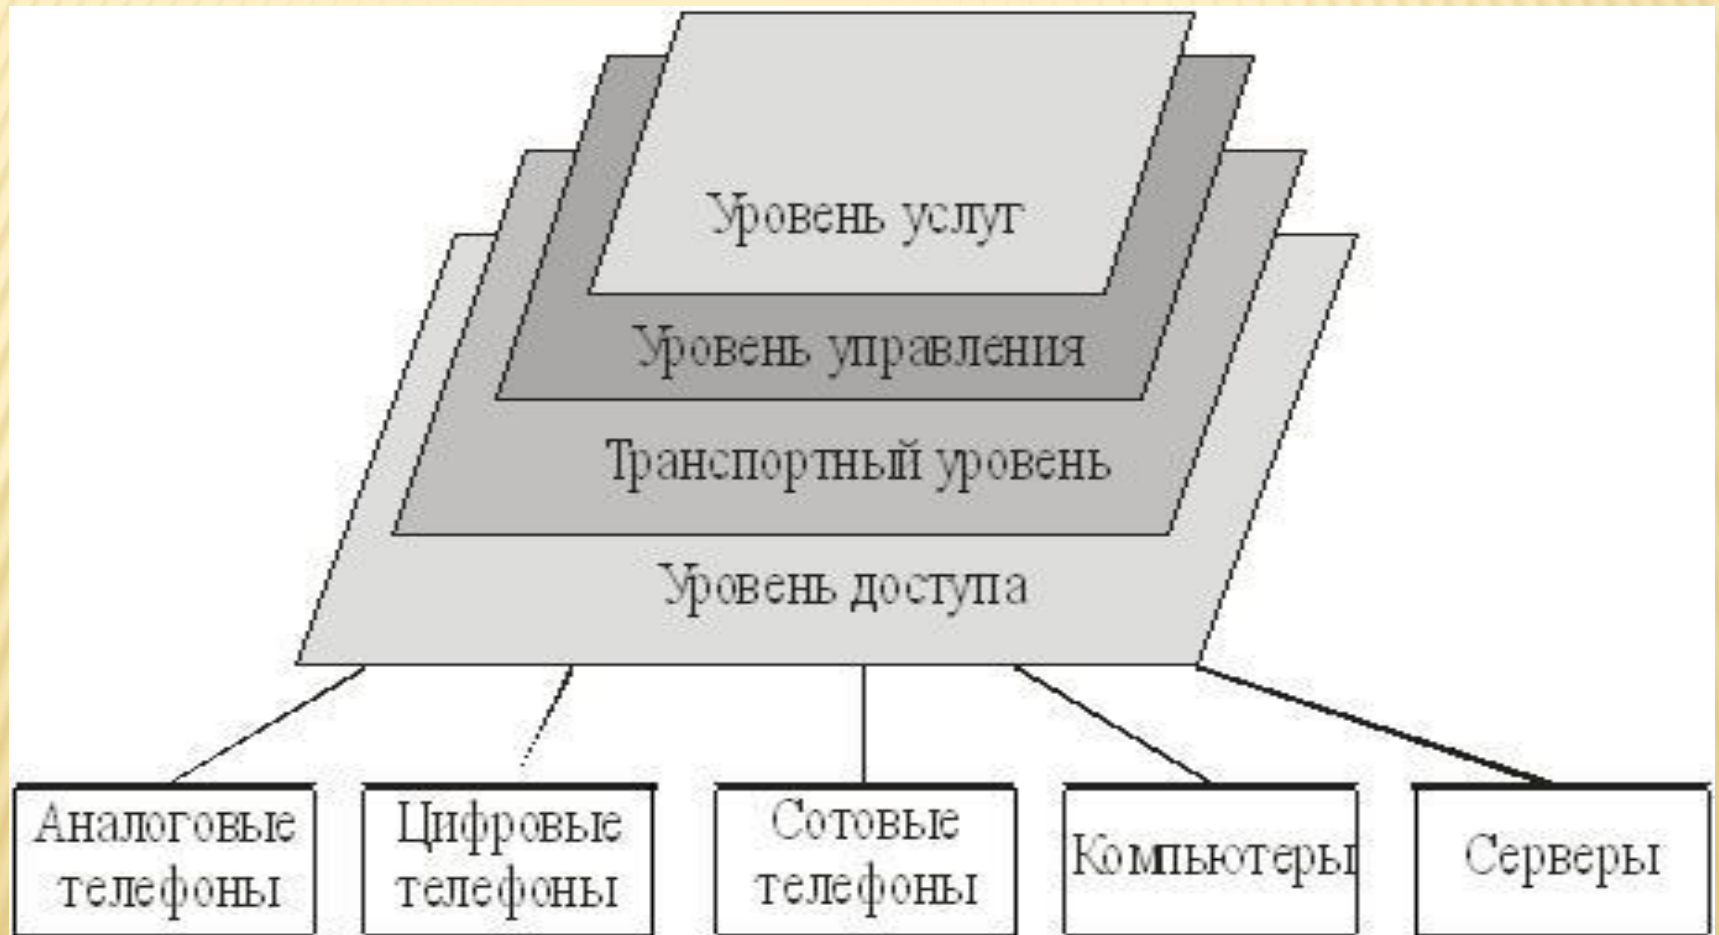 Уровень услуг
Уровень управления
Транспортный уровень
Уровень доступа
Аналоговые
телефоны
Цифровые
телефоны
Сотовые
телефоны
Компьютеры
Серверы